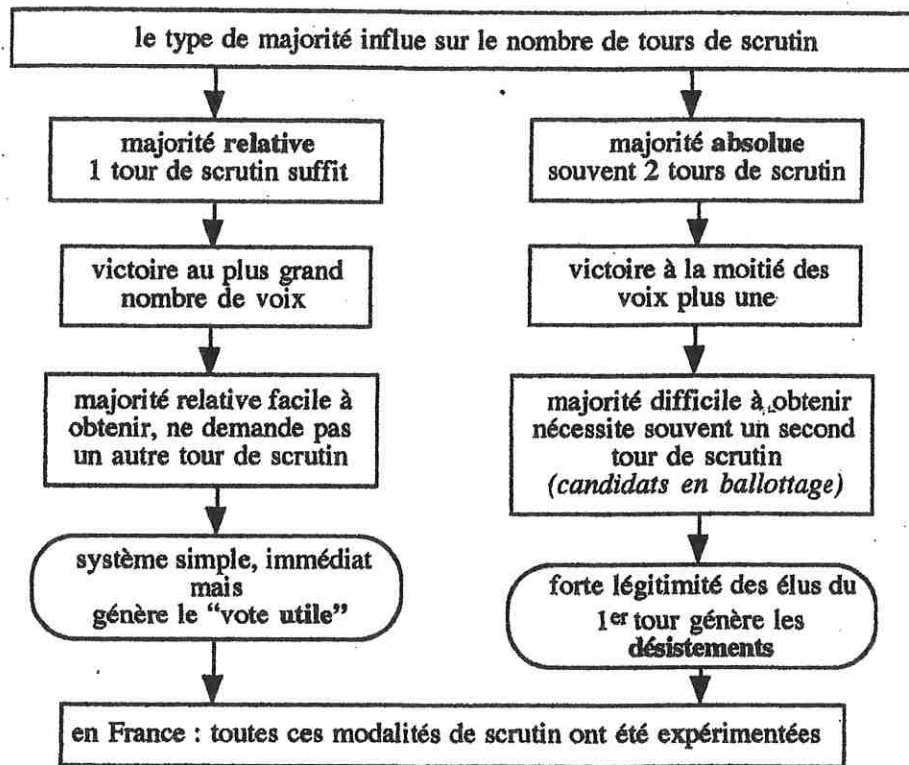 le type de majorité influe sur le nombre de tours de scrutin
majorité relative
1 tour de scrutin suffit
victoire au plus grand
nombre de voix
majorité relative facile à
obtenir, ne demande pas
un autre tour de scrutin
système simple, immédiat
mais
génère le “vote utile”
majorité absolue
souvent 2 tours de scrutin
victoire à la moitié des
voix plus une
majorité difficile à obtenir
nécessite souvent un second
tour de scrutin
(candidats en ballottage)
forte légitimité des élus du
1er tour génère les
désistements
en France : toutes ces modalités de scrutin ont été expérimentées